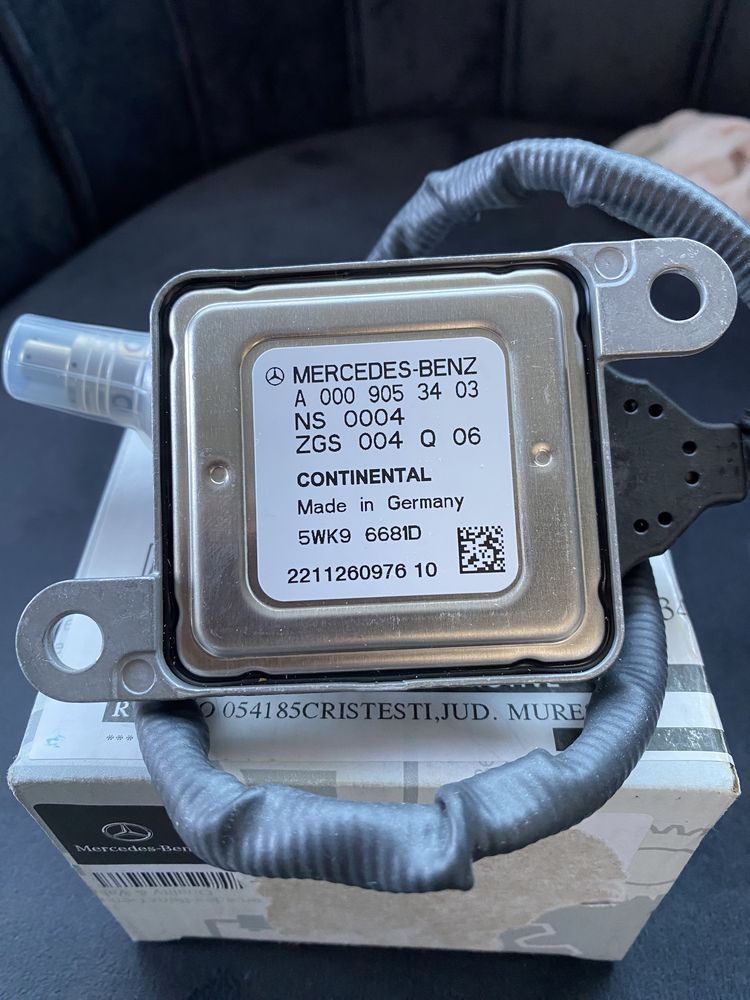 MERCEDES-BENZ
A 000 905 34 03
NS 0004
ZGS 004 Q 06
CONTINENTAL
Made in Germany
5WK9 6681D
2211260976 10
O 054185CRISTESTI,JUD. MURE
***
Mercedes-Ben